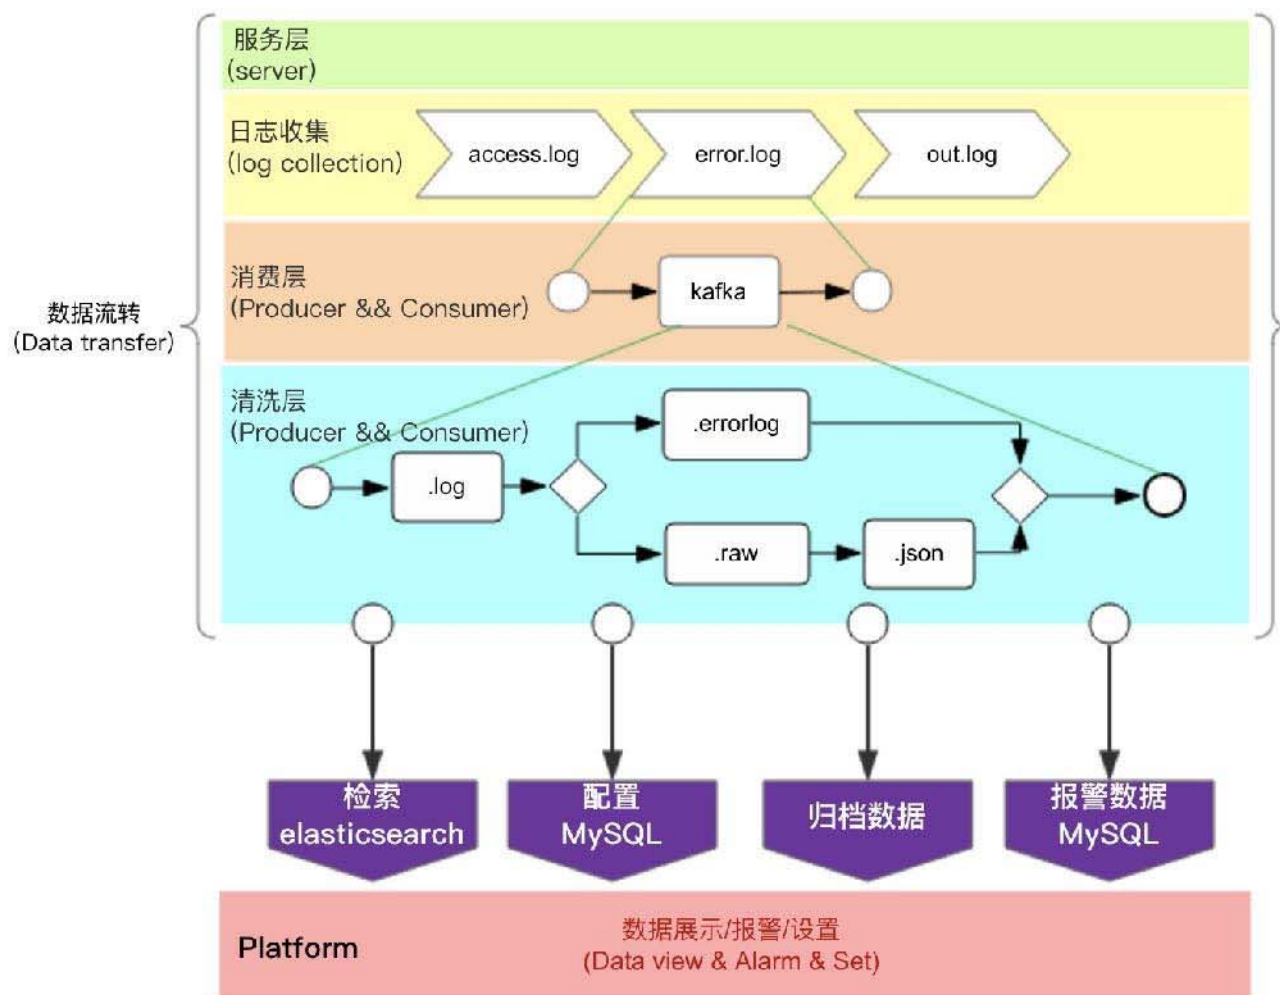 服务层
(server)
日志收集
(log collection)
access.log
error.log
out.log
消费层
(Producer && Consumer)
kafka
数据流转
(Data transfer)
清洗层
(Producer && Consumer)
.errorlog
.log
.raw
.json
检索
elasticsearch
配置
MySQL
归档数据
报警数据
MySQL
Platform
数据展示/报警/设置
(Data view & Alarm & Set)